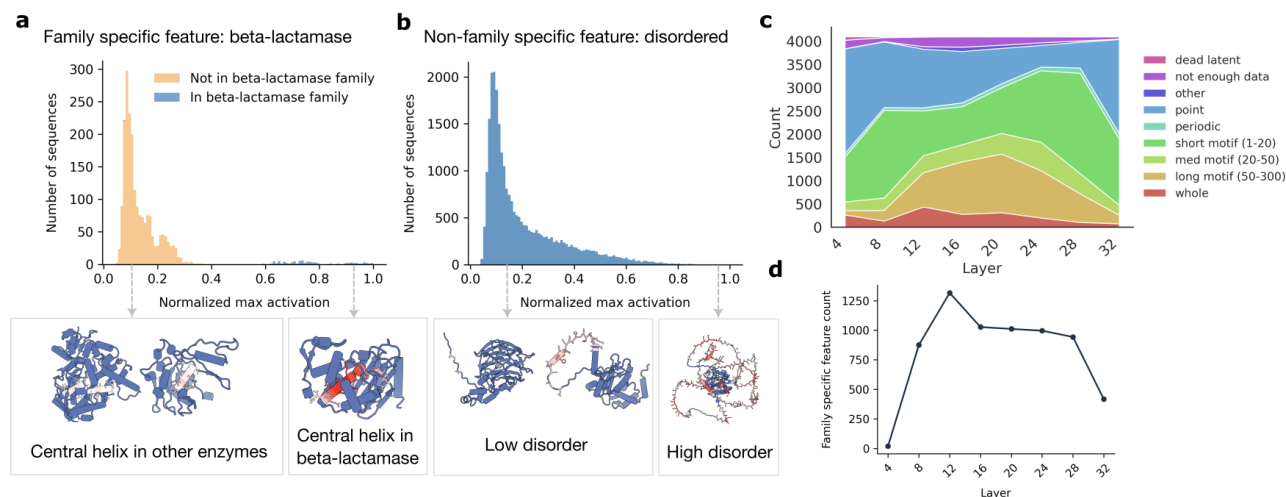 a
Family specific feature: beta-lactamase
Number of sequences
300
250
200
150
100
50
0
Not in beta-lactamase family
In beta-lactamase family
0.0 0.2 0.4 0.6 0.8 1.0
Normalized max activation
Central helix in other enzymes
Central helix in
beta-lactamase
b
Non-family specific feature: disordered
Number of sequences
2000
1500
1000
500
0
0.0 0.2 0.4 0.6 0.8 1.0
Normalized max activation
Low disorder
High disorder
c
Count
4000
3500
3000
2500
2000
1500
1000
500
0
4 8 12 16 20 24 28 32
Layer
dead latent
not enough data
other
point
periodic
short motif (1-20)
med motif (20-50)
long motif (50-300)
whole
d
Family specific feature count
1250
1000
750
500
250
0
4 8 12 16 20 24 28 32
Layer